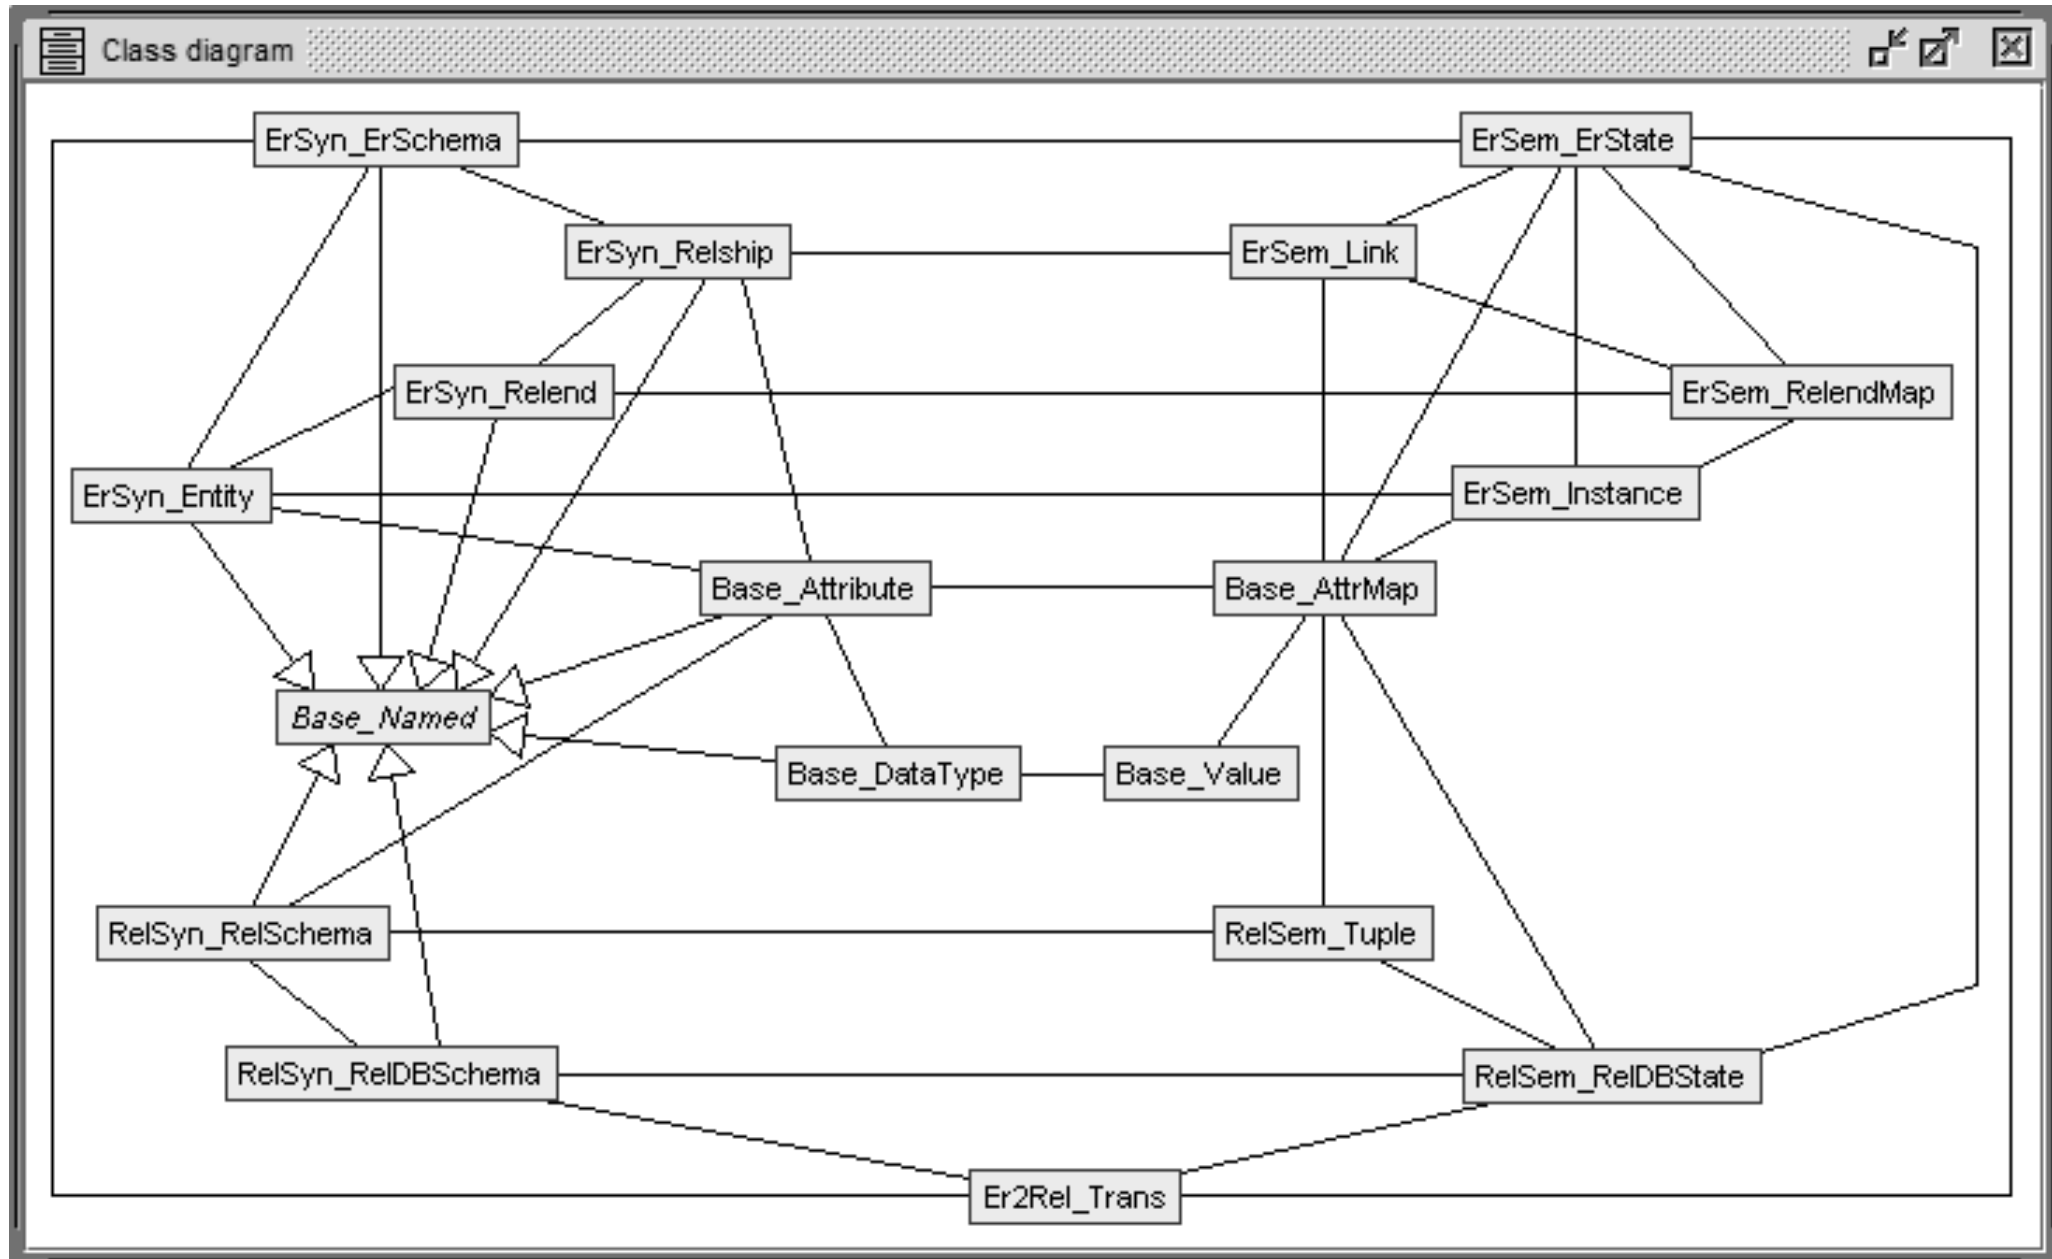 Class diagram
ErSyn_ErSchema
ErSem_ErState
ErSyn_Relship
ErSem_Link
ErSyn_Relend
ErSem_RelendMap
ErSyn_Entity
ErSem_Instance
Base_Attribute
Base_AttrMap
Base_Named
Base_DataType
Base_Value
RelSyn_RelSchema
RelSem_Tuple
RelSyn_RelDBSchema
RelSem_RelDBState
Er2Rel_Trans